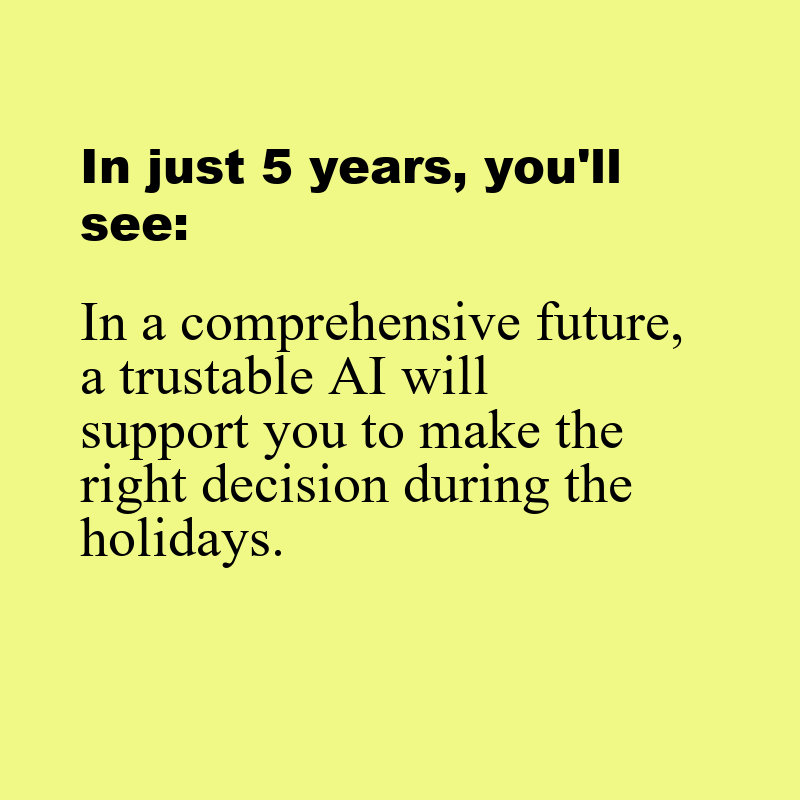 In just 5 years, you'll
see:
In a comprehensive future,
a trustable AI will
support you to make the
right decision during the
holidays.